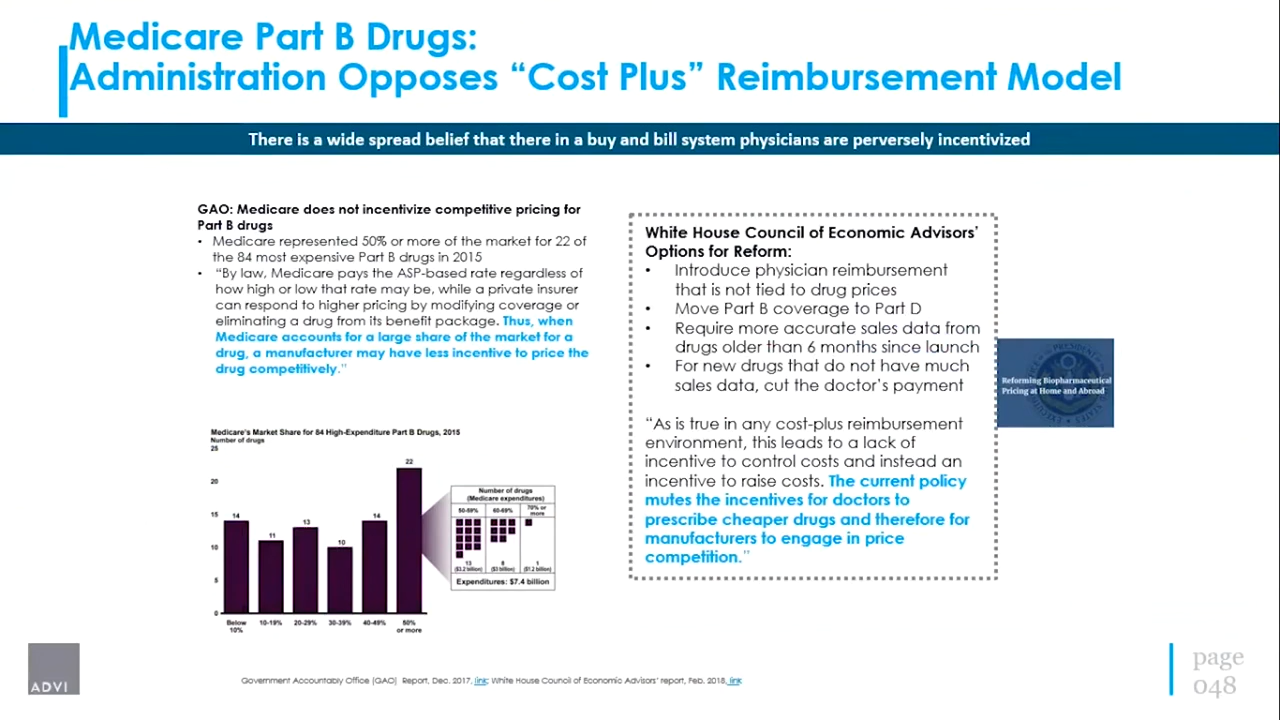 Medicare Part B Drugs:
Administration Opposes “Cost Plus” Reimbursement Model
There is a wide spread belief that there in a buy and bill system physicians are perversely incentivized
GAO: Medicare does not incentivize competitive pricing for
Part B drugs
• Medicare represented 50% or more of the market for 22 of
the 84 most expensive Part B drugs in 2015
• “By law, Medicare pays the ASP-based rate regardless of
how high or low that rate may be, while a private insurer
can respond to higher pricing by modifying coverage or
eliminating a drug from its benefit package. Thus, when
Medicare accounts for a large share of the market for a
drug, a manufacturer may have less incentive to price the
drug competitively.”
Medicare's Market Share for 84 High-Expenditure Part B Drugs, 2015
Number of drugs
25
20
15
10
5
0
14
11
13
10
14
22
Below
10%
10-19%
20-29%
30-39%
40-49%
50%
or more
Number of drugs
(Medicare expenditures)
50-59%
60-69%
70% or
more
13
($3.2 billion)
8
($3 billion)
1
($1.2 billion)
Expenditures: $7.4 billion
White House Council of Economic Advisors’
Options for Reform:
• Introduce physician reimbursement
that is not tied to drug prices
• Move Part B coverage to Part D
• Require more accurate sales data from
drugs older than 6 months since launch
• For new drugs that do not have much
sales data, cut the doctor’s payment
“As is true in any cost-plus reimbursement
environment, this leads to a lack of
incentive to control costs and instead an
incentive to raise costs. The current policy
mutes the incentives for doctors to
prescribe cheaper drugs and therefore for
manufacturers to engage in price
competition.”
Reforming Biopharmaceutical
Pricing at Home and Abroad
ADVI
Government Accountably Office (GAO) Report, Dec. 2017, link; White House Council of Economic Advisors’ report, Feb. 2018, link
page
048